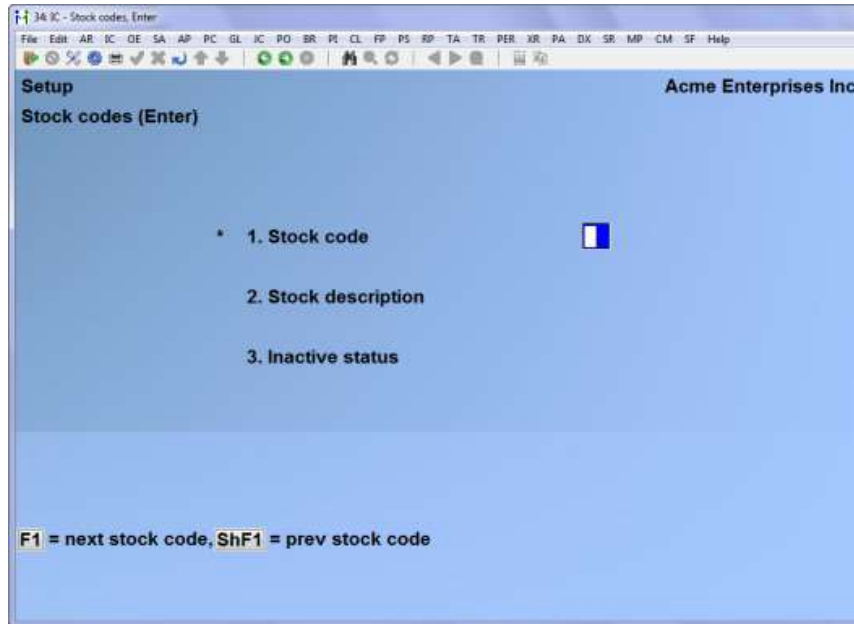 34: IC - Stock codes, Enter
File Edit AR IC OE SA AP PC GL JC PO BR PI CL FP PS RP TA TR PER XR PA DX SR MP CM SF Help
Setup Acme Enterprises Inc
Stock codes (Enter)
* 1. Stock code
2. Stock description
3. Inactive status
F1 = next stock code, ShF1 = prev stock code